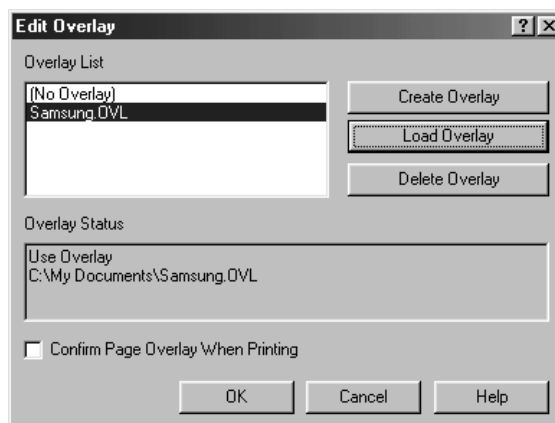 Edit Overlay
Overlay List
(No Overlay)
Samsung.OVL
Create Overlay
Load Overlay
Delete Overlay
Overlay Status
Use Overlay
C:\My Documents\Samsung.OVL
Confirm Page Overlay When Printing
OK Cancel Help